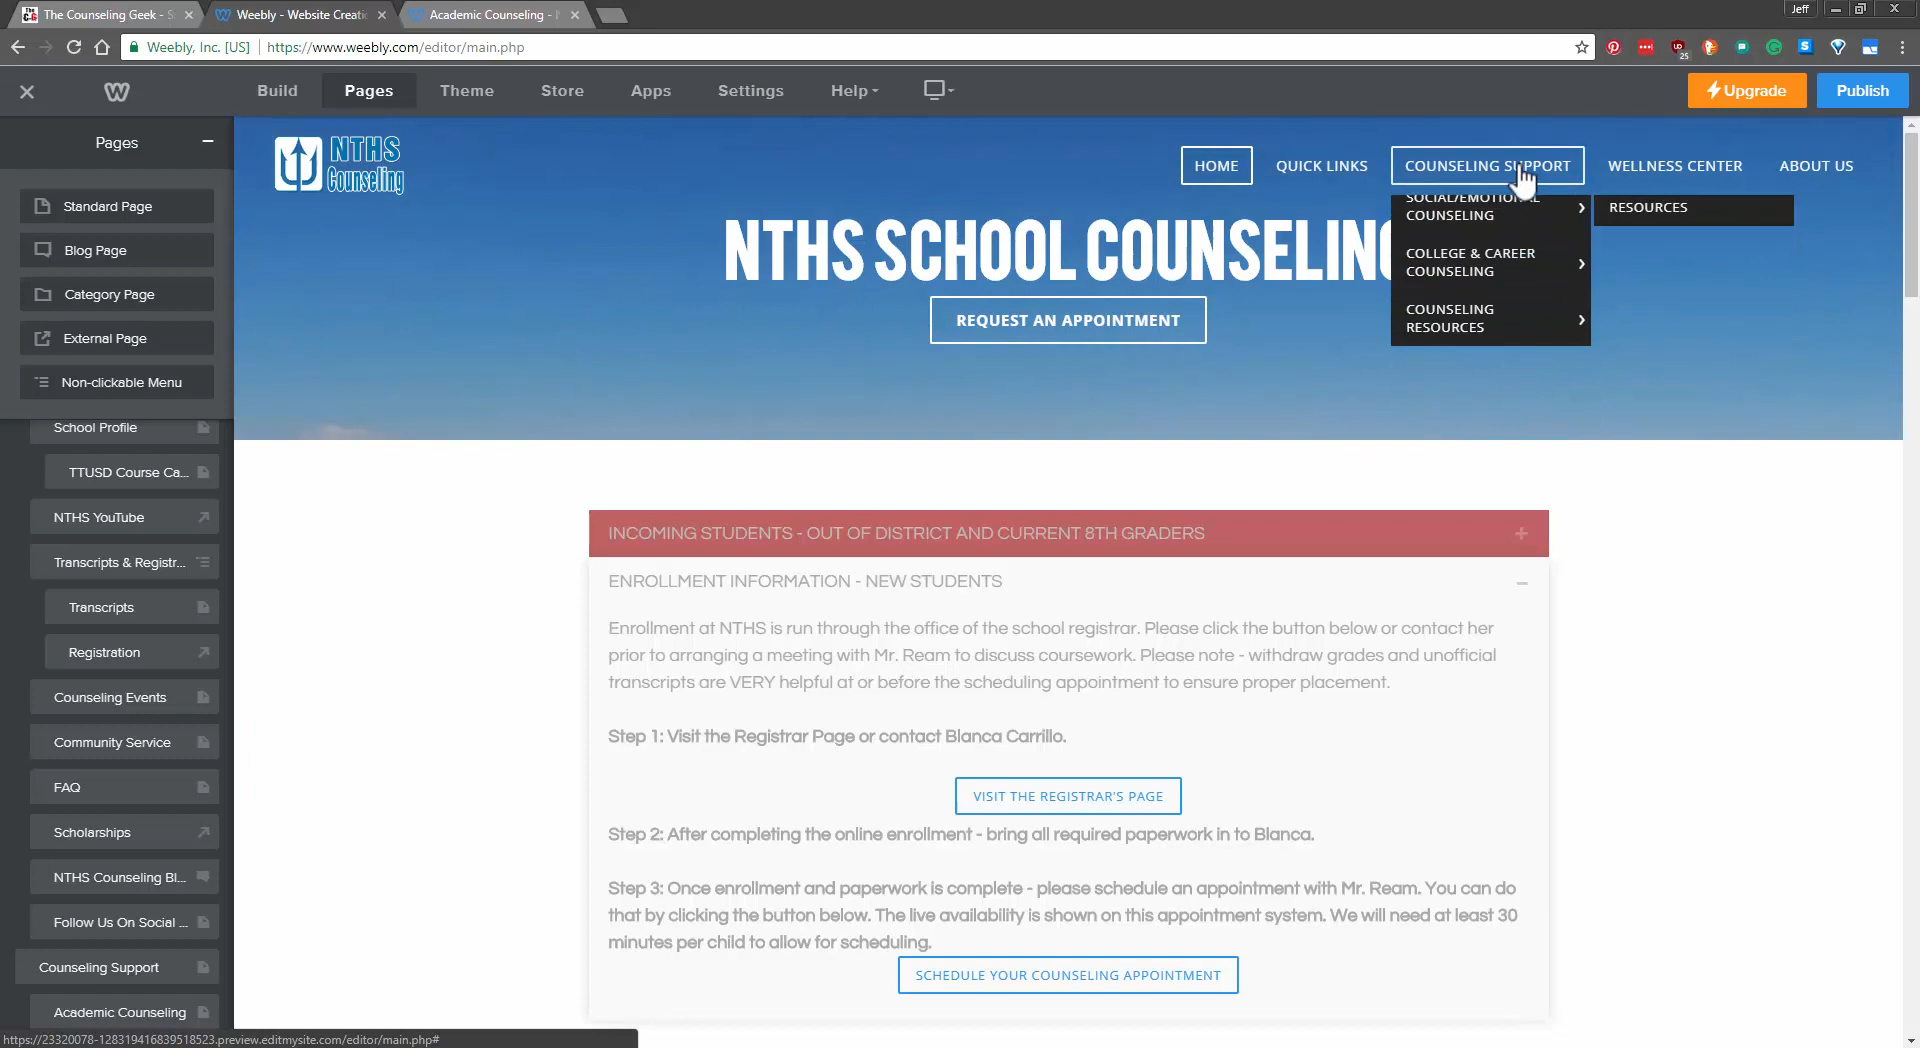 The Counseling Geek - S
Weebly - Website Creatio
Academic Counseling - N
Jeff
Weebly, Inc. [US]
https://www.weebly.com/editor/main.php
25
Build
Pages
Theme
Store
Apps
Settings
Help
Upgrade
Publish
Pages
Standard Page
Blog Page
Category Page
External Page
Non-clickable Menu
School Profile
TTUSD Course Ca...
NTHS YouTube
Transcripts & Registr...
Transcripts
Registration
Counseling Events
Community Service
FAQ
Scholarships
NTHS Counseling Bl...
Follow Us On Social ...
Counseling Support
Academic Counseling
NTHS
Counseling
HOME
QUICK LINKS
COUNSELING SUPPORT
WELLNESS CENTER
ABOUT US
SOCIAL/EMOTIONAL
COUNSELING
RESOURCES
COLLEGE & CAREER
COUNSELING
COUNSELING
RESOURCES
NTHS SCHOOL COUNSELING
REQUEST AN APPOINTMENT
INCOMING STUDENTS - OUT OF DISTRICT AND CURRENT 8TH GRADERS
ENROLLMENT INFORMATION - NEW STUDENTS
Enrollment at NTHS is run through the office of the school registrar. Please click the button below or contact her
prior to arranging a meeting with Mr. Ream to discuss coursework. Please note - withdraw grades and unofficial
transcripts are VERY helpful at or before the scheduling appointment to ensure proper placement.
Step 1: Visit the Registrar Page or contact Blanca Carrillo.
VISIT THE REGISTRAR'S PAGE
Step 2: After completing the online enrollment - bring all required paperwork in to Blanca.
Step 3: Once enrollment and paperwork is complete - please schedule an appointment with Mr. Ream. You can do
that by clicking the button below. The live availability is shown on this appointment system. We will need at least 30
minutes per child to allow for scheduling.
SCHEDULE YOUR COUNSELING APPOINTMENT
https://23320078-128319416839518523.preview.editmysite.com/editor/main.php#